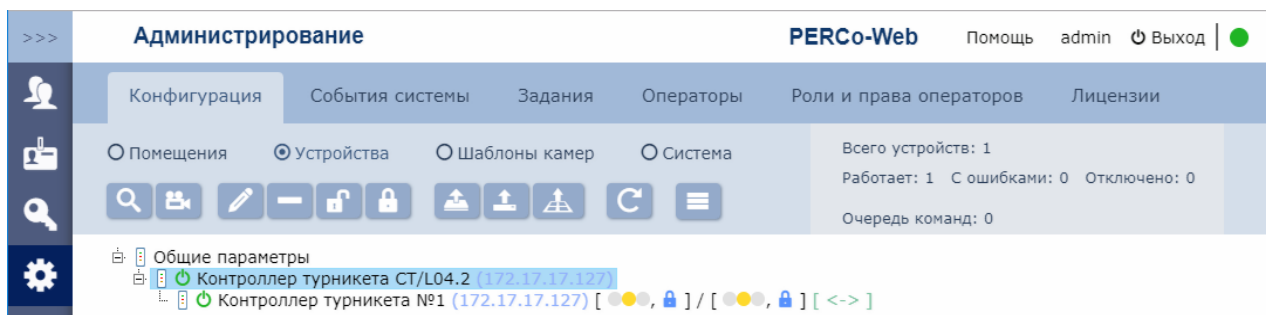 >>> Администрирование PERCo-Web Помощь admin Выход
Конфигурация События системы Задания Операторы Роли и права операторов Лицензии
Помещения Устройства Шаблоны камер Система Всего устройств: 1
Работает: 1 С ошибками: 0 Отключено: 0
Очередь команд: 0
Общие параметры
Контроллер турникета CT/L04.2 (172.17.17.127)
Контроллер турникета №1 (172.17.17.127) [ , ] / [ , ] [ <-> ]